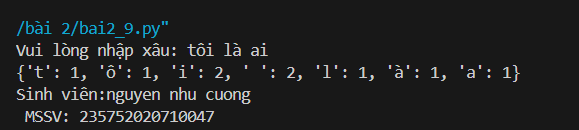 /bài 2/bai2_9.py"
Vui lòng nhập xâu: tôi là ai
{'t': 1, 'ô': 1, 'i': 2, ' ': 2, 'l': 1, 'à': 1, 'a': 1}
Sinh viên:nguyen nhu cuong
 MSSV: 235752020710047